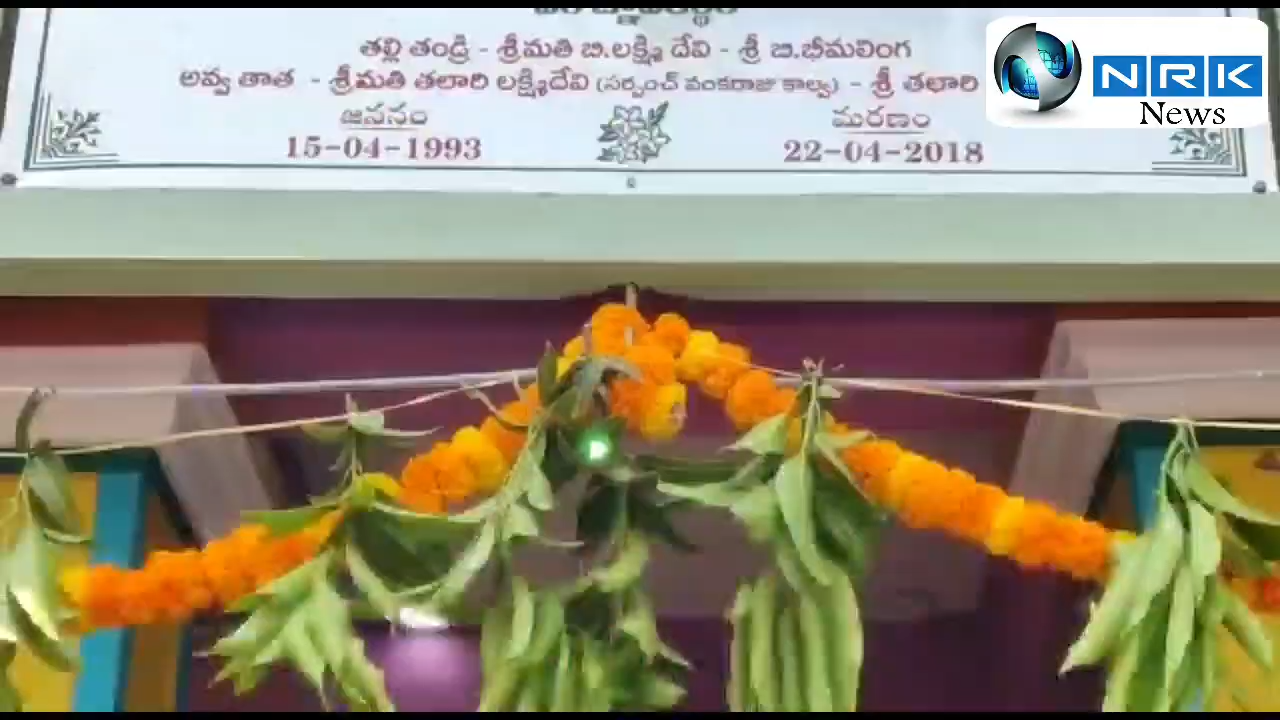 తల్లి తండ్రి - శ్రీమతి బి.లక్ష్మి దేవి - శ్రీ బి.భీమలింగ
అవ్వ తాత - శ్రీమతి తలారి లక్ష్మిదేవి (సర్పంచ్ వంకరాజు కాల్వ) - శ్రీ తలారి
జననం మరణం
15-04-1993 22-04-2018
NRK
News